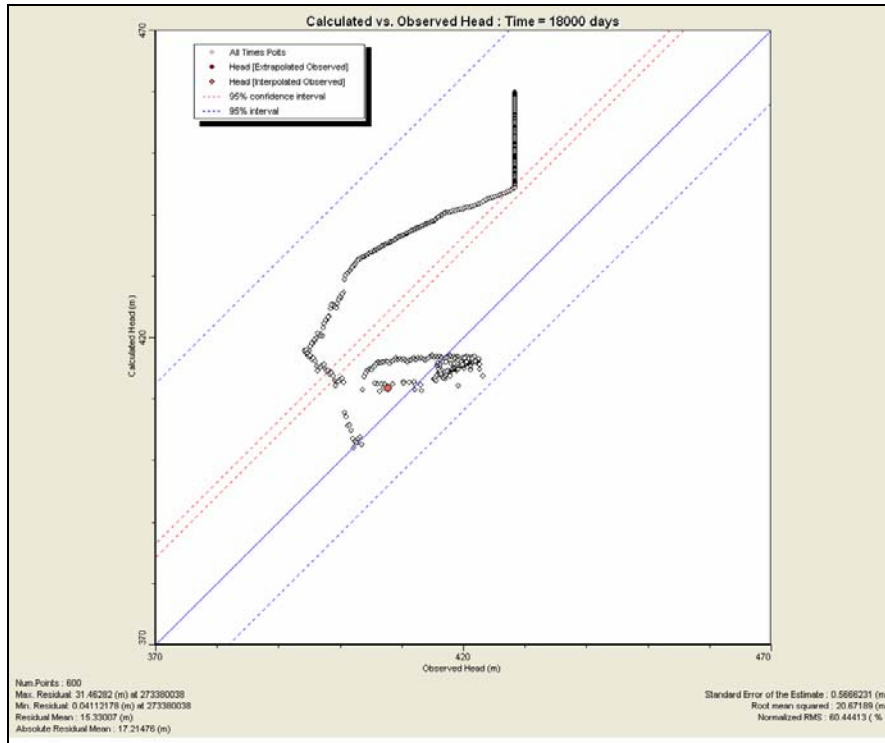 Calculated vs. Observed Head : Time = 18000 days
470
All Times Polts
Head [Extrapolated Observed]
Head [Interpolated Observed]
95% confidence interval
95% interval
Calculated Head (m)
420
370
370
420
470
Observed Head (m)
Num.Points : 600
Max. Residual: 31.46282 (m) at 273380038
Min. Residual: 0.04112178 (m) at 273380038
Residual Mean : 15.33007 (m)
Absolute Residual Mean : 17.21476 (m)
Standard Error of the Estimate : 0.5666231 (m
Root mean squared : 20.67189 (m
Normalized RMS : 60.44413 ( %